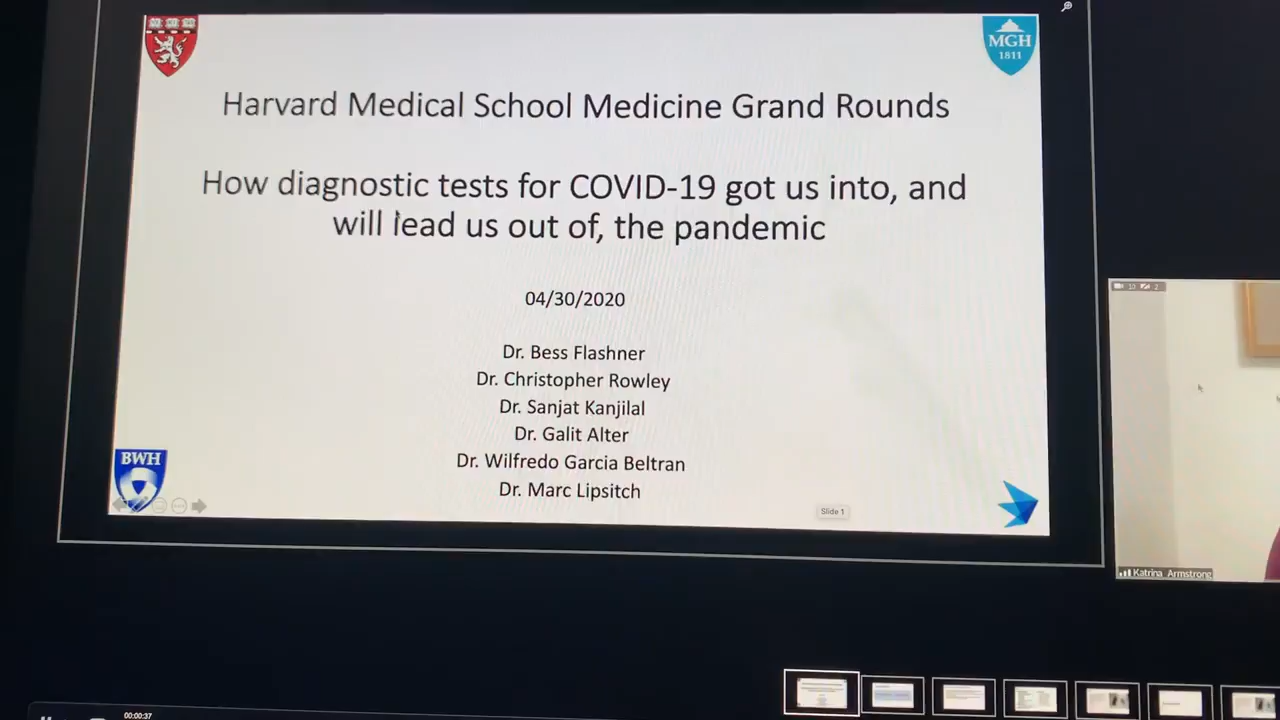 MGH
1811
Harvard Medical School Medicine Grand Rounds
How diagnostic tests for COVID-19 got us into, and
will lead us out of, the pandemic
04/30/2020
Dr. Bess Flashner
Dr. Christopher Rowley
Dr. Sanjat Kanjilal
Dr. Galit Alter
Dr. Wilfredo Garcia Beltran
Dr. Marc Lipsitch
BWH
Slide 1
10 2
Katrina Armstrong
00:00:37